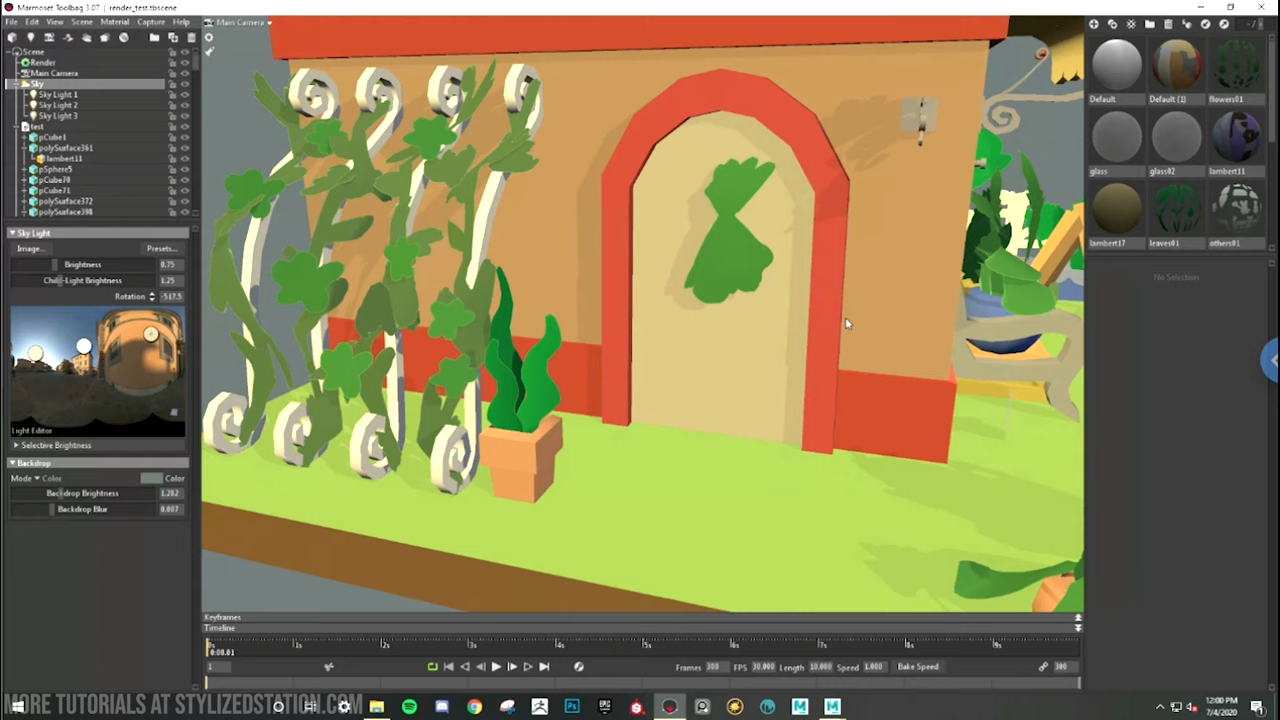 Marmoset Toolbag 3.07 | render_test.tbscene
File Edit View Scene Material Capture Help
Main Camera
Scene
Render
Main Camera
Sky
Sky Light 1
Sky Light 2
Sky Light 3
test
pCube1
polySurface361
lambert11
pSphere5
pCube70
pCube71
polySurface372
polySurface398
Sky Light
Image... Presets...
Brightness 0.75
Child-Light Brightness 1.25
Rotation -517.5
Light Editor
Selective Brightness
Backdrop
Mode Color Color
Backdrop Brightness 1.282
Backdrop Blur 0.007
Default Default (1) flowers01
glass glass02 lambert11
lambert17 leaves01 others01
No Selection
Keyframes
Timeline
0s 1s 2s 3s 4s 5s 6s 7s 8s 9s
0:00.01
1 Frames 300 FPS 30.000 Length 10.000 Speed 1.000 Bake Speed 300
MORE TUTORIALS AT STYLIZEDSTATION.COM
12:00 PM
7/4/2020